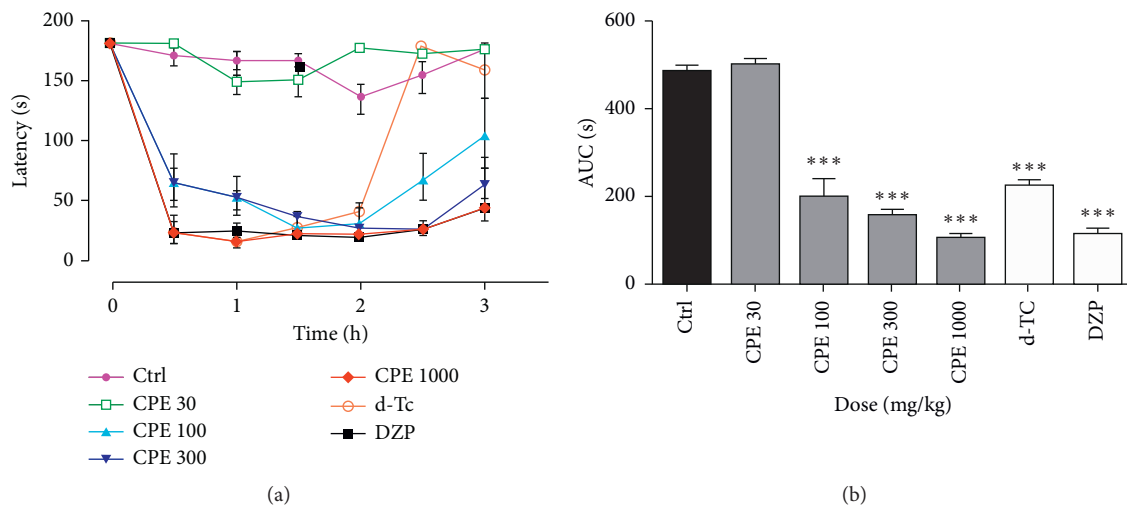 200
150
100
50
0
Latency (s)
0
1
2
3
Time (h)
Ctrl
CPE 30
CPE 100
CPE 300
CPE 1000
d-Tc
DZP
(a)
600
400
200
0
AUC (s)
***
***
***
***
***
Ctrl
CPE 30
CPE 100
CPE 300
CPE 1000
d-TC
DZP
Dose (mg/kg)
(b)